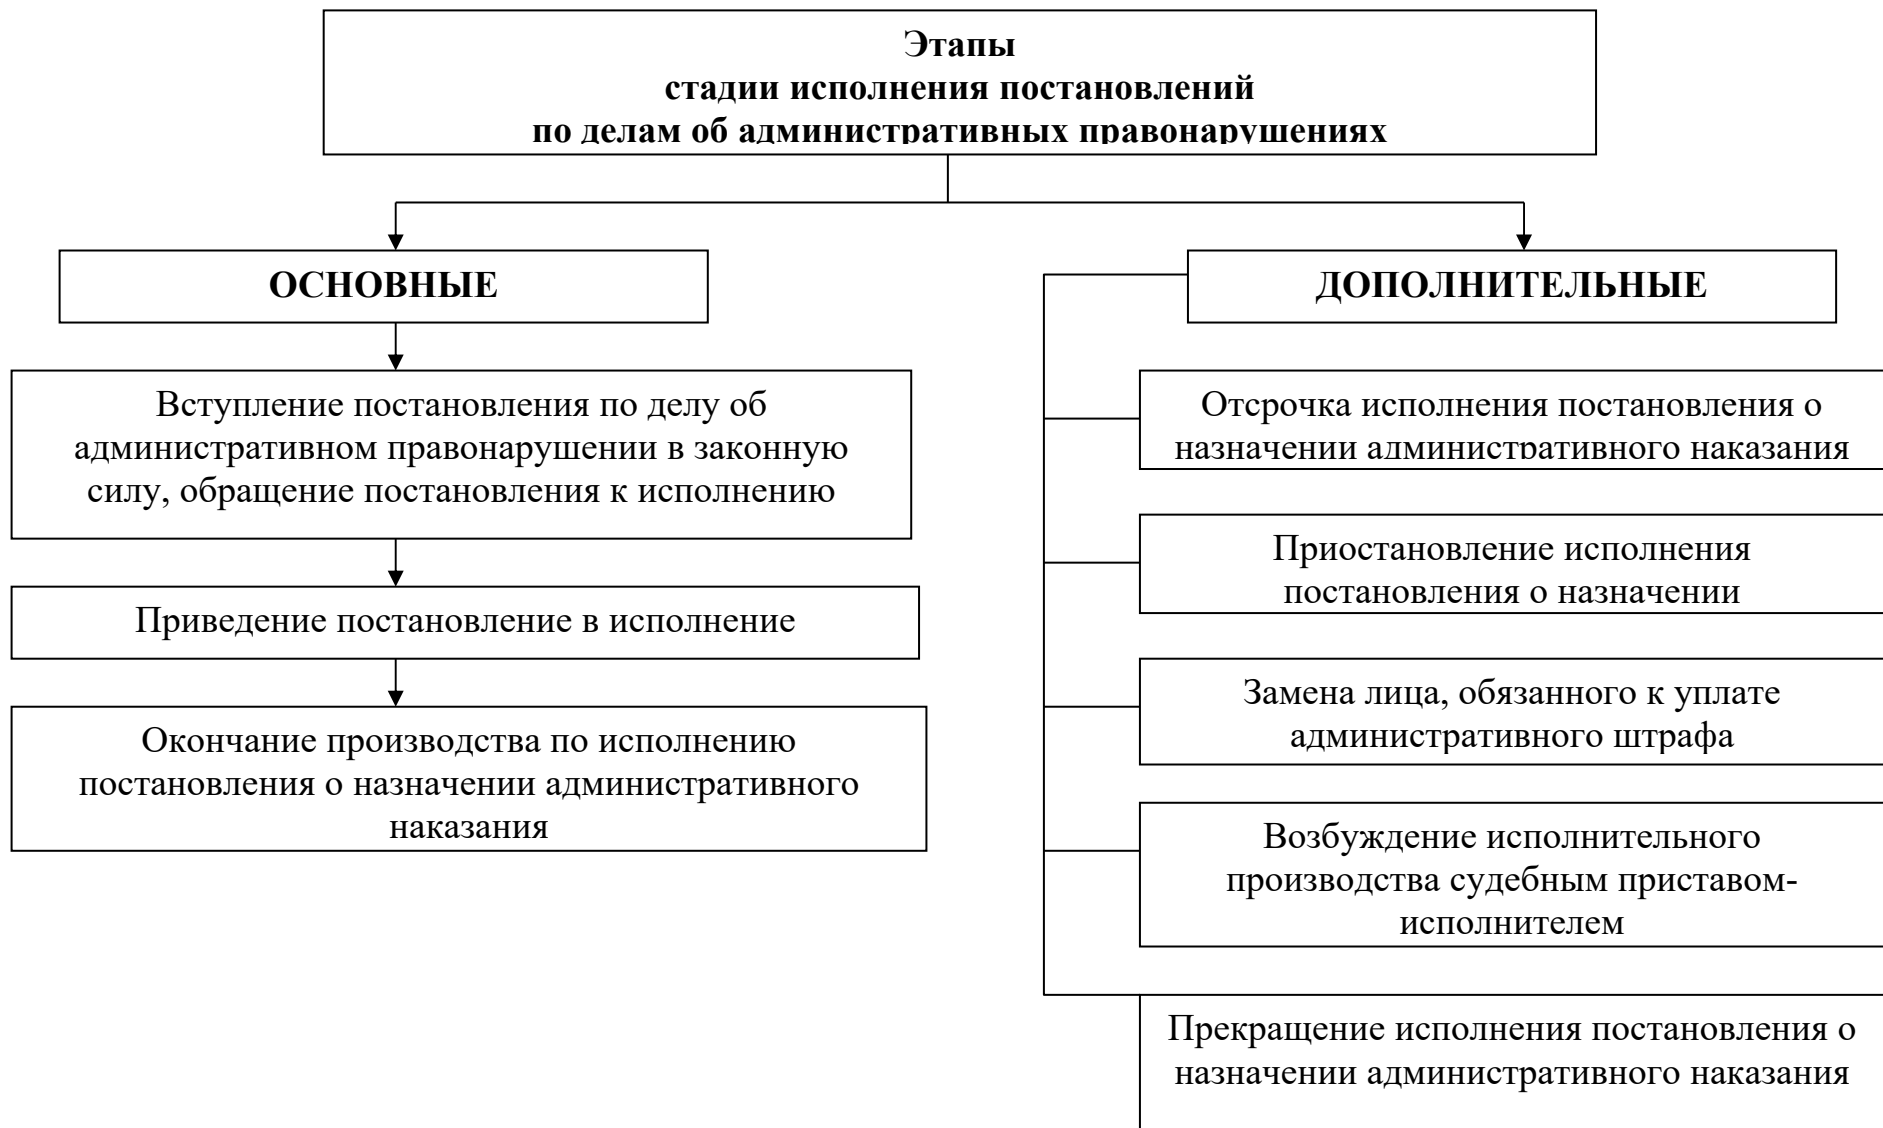 Этапы
стадии исполнения постановлений
по делам об административных правонарушениях
ОСНОВНЫЕ
Вступление постановления по делу об
административном правонарушении в законную
силу, обращение постановления к исполнению
Приведение постановление в исполнение
Окончание производства по исполнению
постановления о назначении административного
наказания
ДОПОЛНИТЕЛЬНЫЕ
Отсрочка исполнения постановления о
назначении административного наказания
Приостановление исполнения
постановления о назначении
Замена лица, обязанного к уплате
административного штрафа
Возбуждение исполнительного
производства судебным приставом-
исполнителем
Прекращение исполнения постановления о
назначении административного наказания